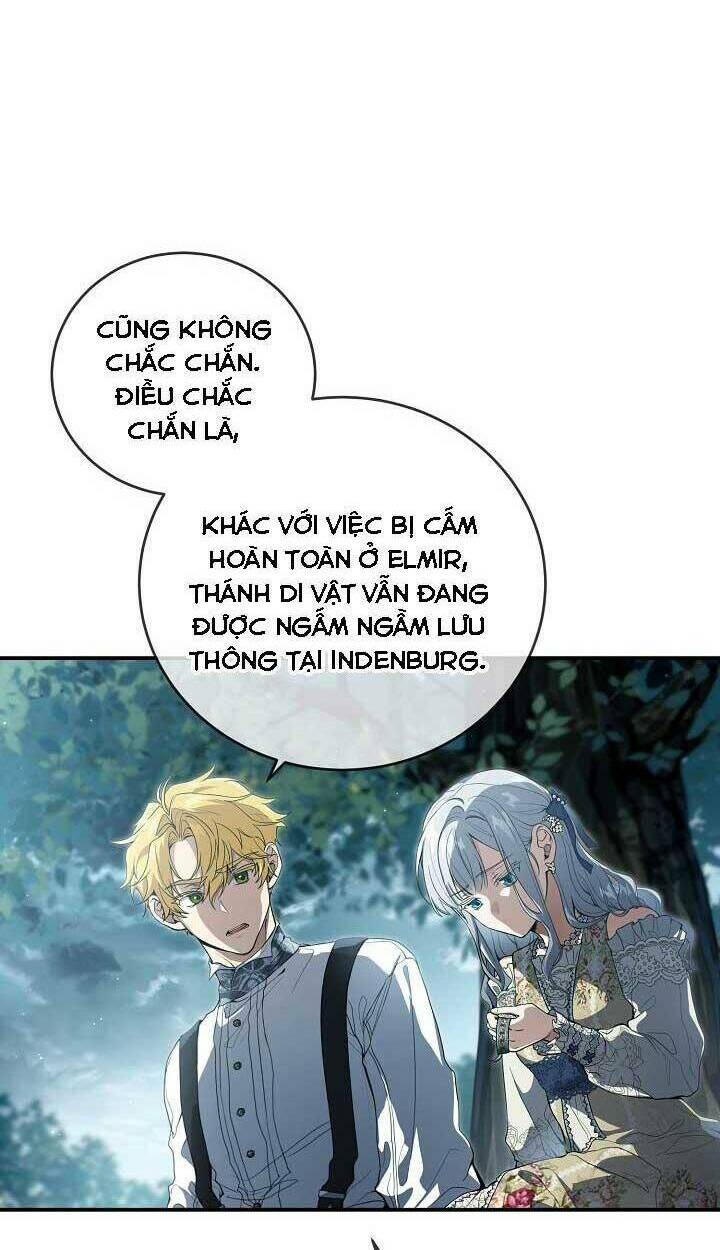 CŨNG KHÔNG
CHẮC CHẮN.
ĐIỀU CHẮC
CHẮN LÀ,
KHÁC VỚI VIỆC BỊ CẤM
HOÀN TOÀN Ở ELMIR,
THÁNH DI VẬT VẪN ĐANG
ĐƯỢC NGẤM NGẦM LƯU
THÔNG TẠI INDENBURG.